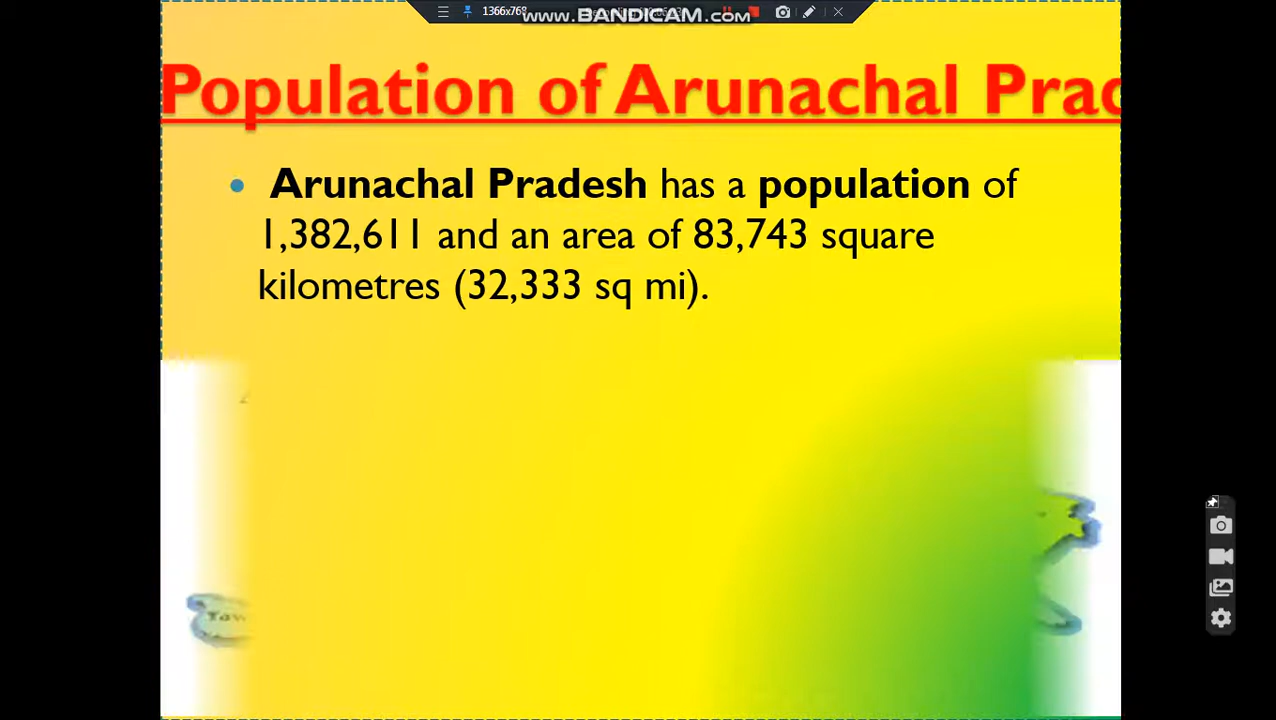 1366x768
www.BANDICAM.com
Population of Arunachal Prad
Arunachal Pradesh has a population of
1,382,611 and an area of 83,743 square
kilometres (32,333 sq mi).
Taw